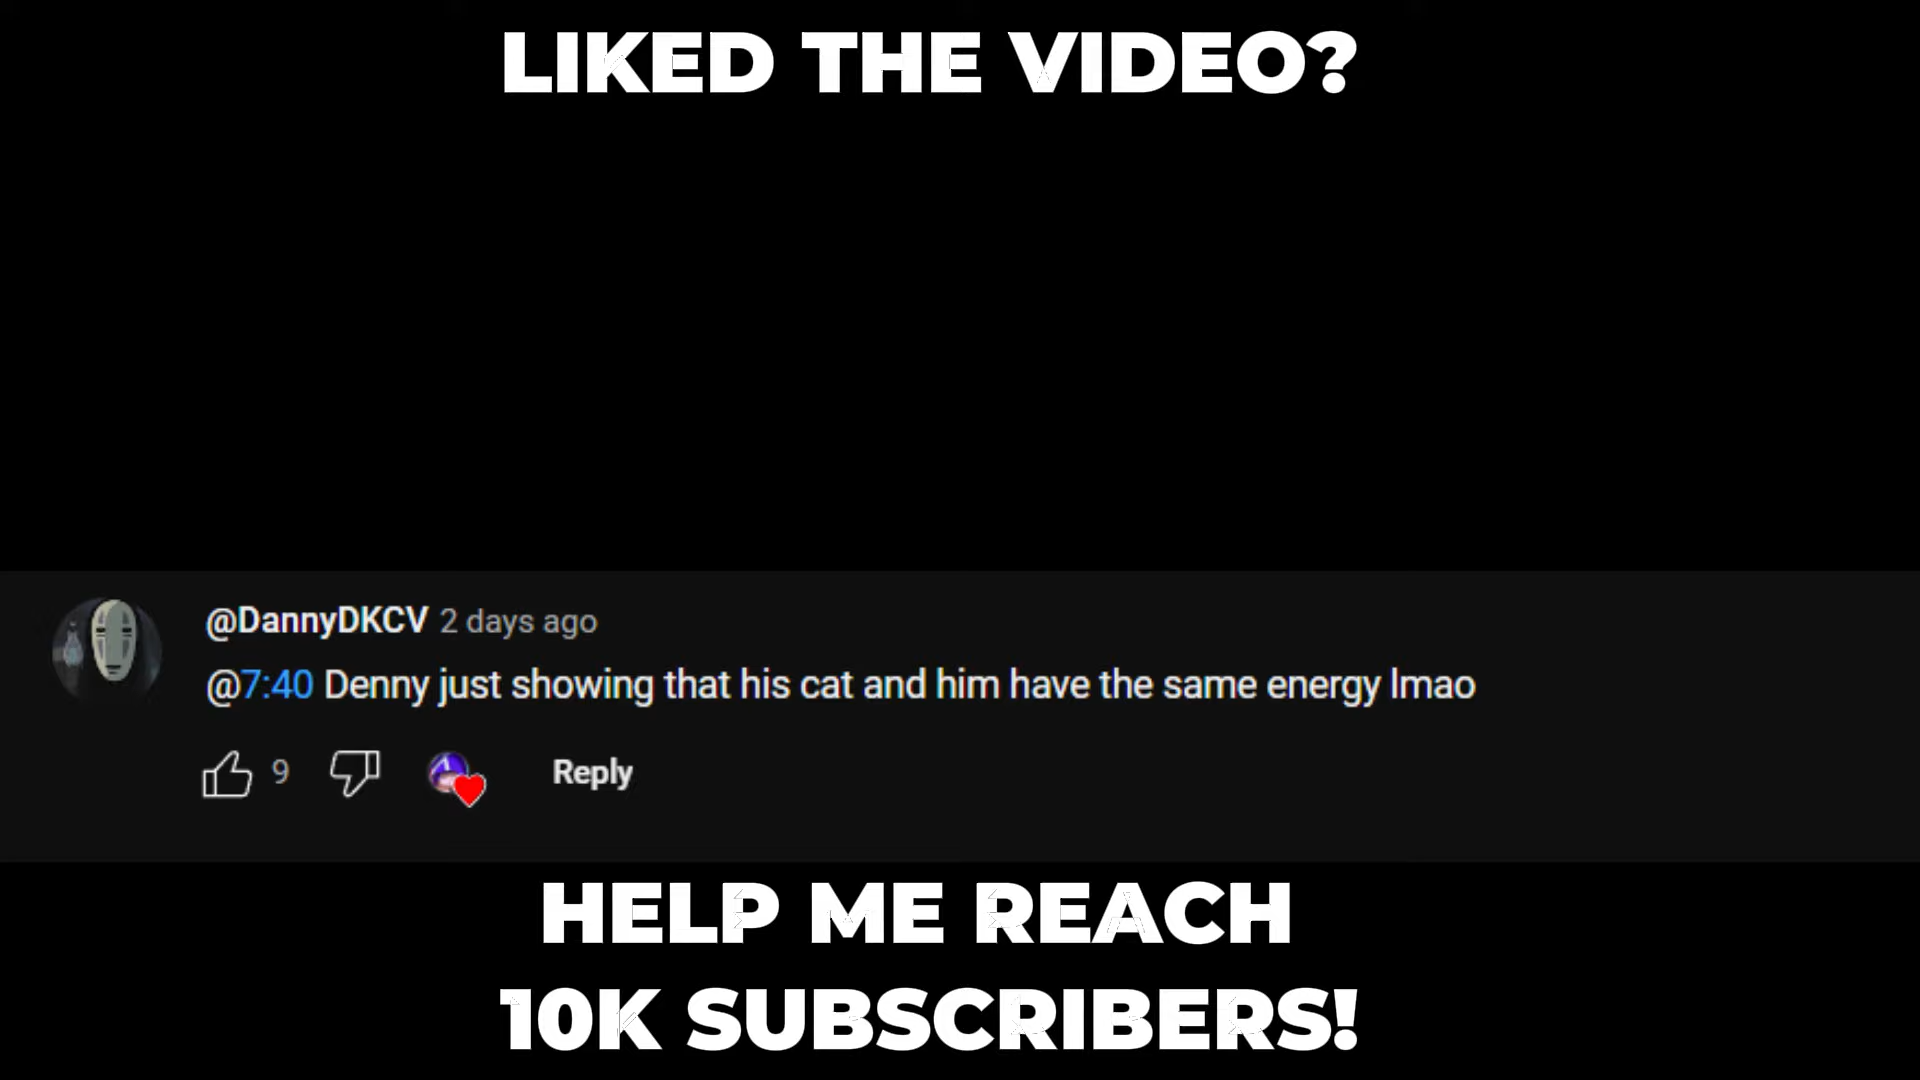 LIKED THE VIDEO?
@DannyDKCV 2 days ago
@7:40 Denny just showing that his cat and him have the same energy lmao
9 Reply
HELP ME REACH
10K SUBSCRIBERS!